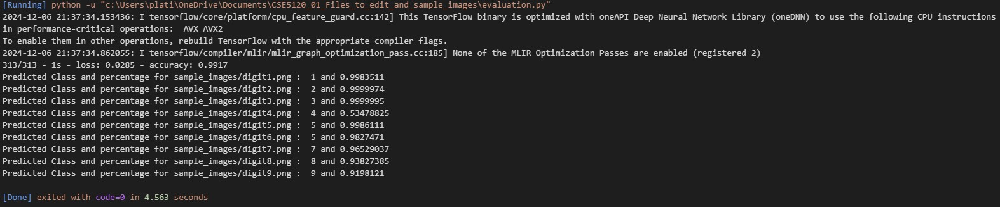 [Running] python -u "c:\Users\plati\OneDrive\Documents\CSE5120_01_Files_to_edit_and_sample_images\evaluation.py"
2024-12-06 21:37:34.153436: I tensorflow/core/platform/cpu_feature_guard.cc:142] This TensorFlow binary is optimized with oneAPI Deep Neural Network Library (oneDNN) to use the following CPU instructions
in performance-critical operations:  AVX AVX2
To enable them in other operations, rebuild TensorFlow with the appropriate compiler flags.
2024-12-06 21:37:34.862055: I tensorflow/compiler/mlir/mlir_graph_optimization_pass.cc:185] None of the MLIR Optimization Passes are enabled (registered 2)
313/313 - 1s - loss: 0.0285 - accuracy: 0.9917
Predicted Class and percentage for sample_images/digit1.png :  1 and 0.9983511
Predicted Class and percentage for sample_images/digit2.png :  2 and 0.9999974
Predicted Class and percentage for sample_images/digit3.png :  3 and 0.9999995
Predicted Class and percentage for sample_images/digit4.png :  4 and 0.53478825
Predicted Class and percentage for sample_images/digit5.png :  5 and 0.9986111
Predicted Class and percentage for sample_images/digit6.png :  5 and 0.9827471
Predicted Class and percentage for sample_images/digit7.png :  7 and 0.96529037
Predicted Class and percentage for sample_images/digit8.png :  8 and 0.93827385
Predicted Class and percentage for sample_images/digit9.png :  9 and 0.9198121
[Done] exited with code=0 in 4.563 seconds